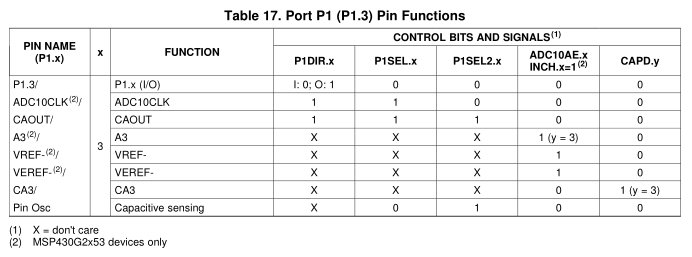 Table 17. Port P1 (P1.3) Pin Functions
PIN NAME (P1.x) x FUNCTION CONTROL BITS AND SIGNALS(1)
P1DIR.x P1SEL.x P1SEL2.x ADC10AE.x INCH.x=1(2) CAPD.y
P1.3/ P1.x (I/O) I: 0; O: 1 0 0 0 0
ADC10CLK(2)/ ADC10CLK 1 1 0 0 0
CAOUT/ CAOUT 1 1 1 0 0
A3(2)/ A3 X X X 1 (y = 3) 0
VREF-(2)/ 3 VREF- X X X 1 0
VEREF-(2)/ VEREF- X X X 1 0
CA3/ CA3 X X X 0 1 (y = 3)
Pin Osc Capacitive sensing X 0 1 0 0
(1) X = don't care
(2) MSP430G2x53 devices only